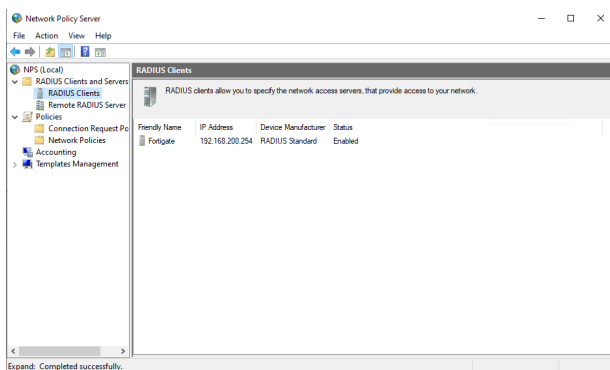 Network Policy Server
File Action View Help
NPS (Local)
RADIUS Clients and Servers
RADIUS Clients
Remote RADIUS Server
Policies
Connection Request Po
Network Policies
Accounting
Templates Management
RADIUS Clients
RADIUS clients allow you to specify the network access servers, that provide access to your network.
Friendly Name IP Address Device Manufacturer Status
Fortigate 192.168.200.254 RADIUS Standard Enabled
Expand: Completed successfully.